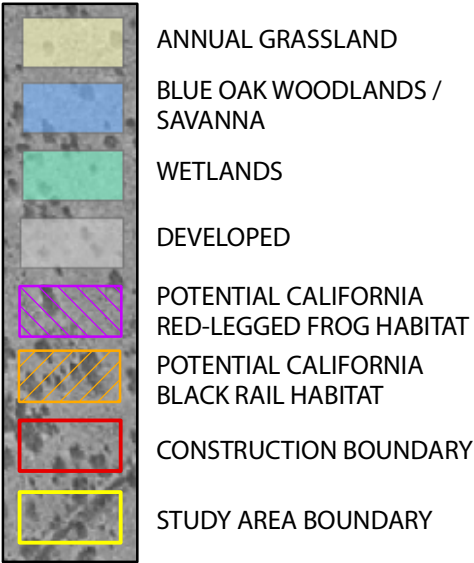 ANNUAL GRASSLAND
BLUE OAK WOODLANDS /
SAVANNA
WETLANDS
DEVELOPED
POTENTIAL CALIFORNIA
RED-LEGGED FROG HABITAT
POTENTIAL CALIFORNIA
BLACK RAIL HABITAT
CONSTRUCTION BOUNDARY
STUDY AREA BOUNDARY